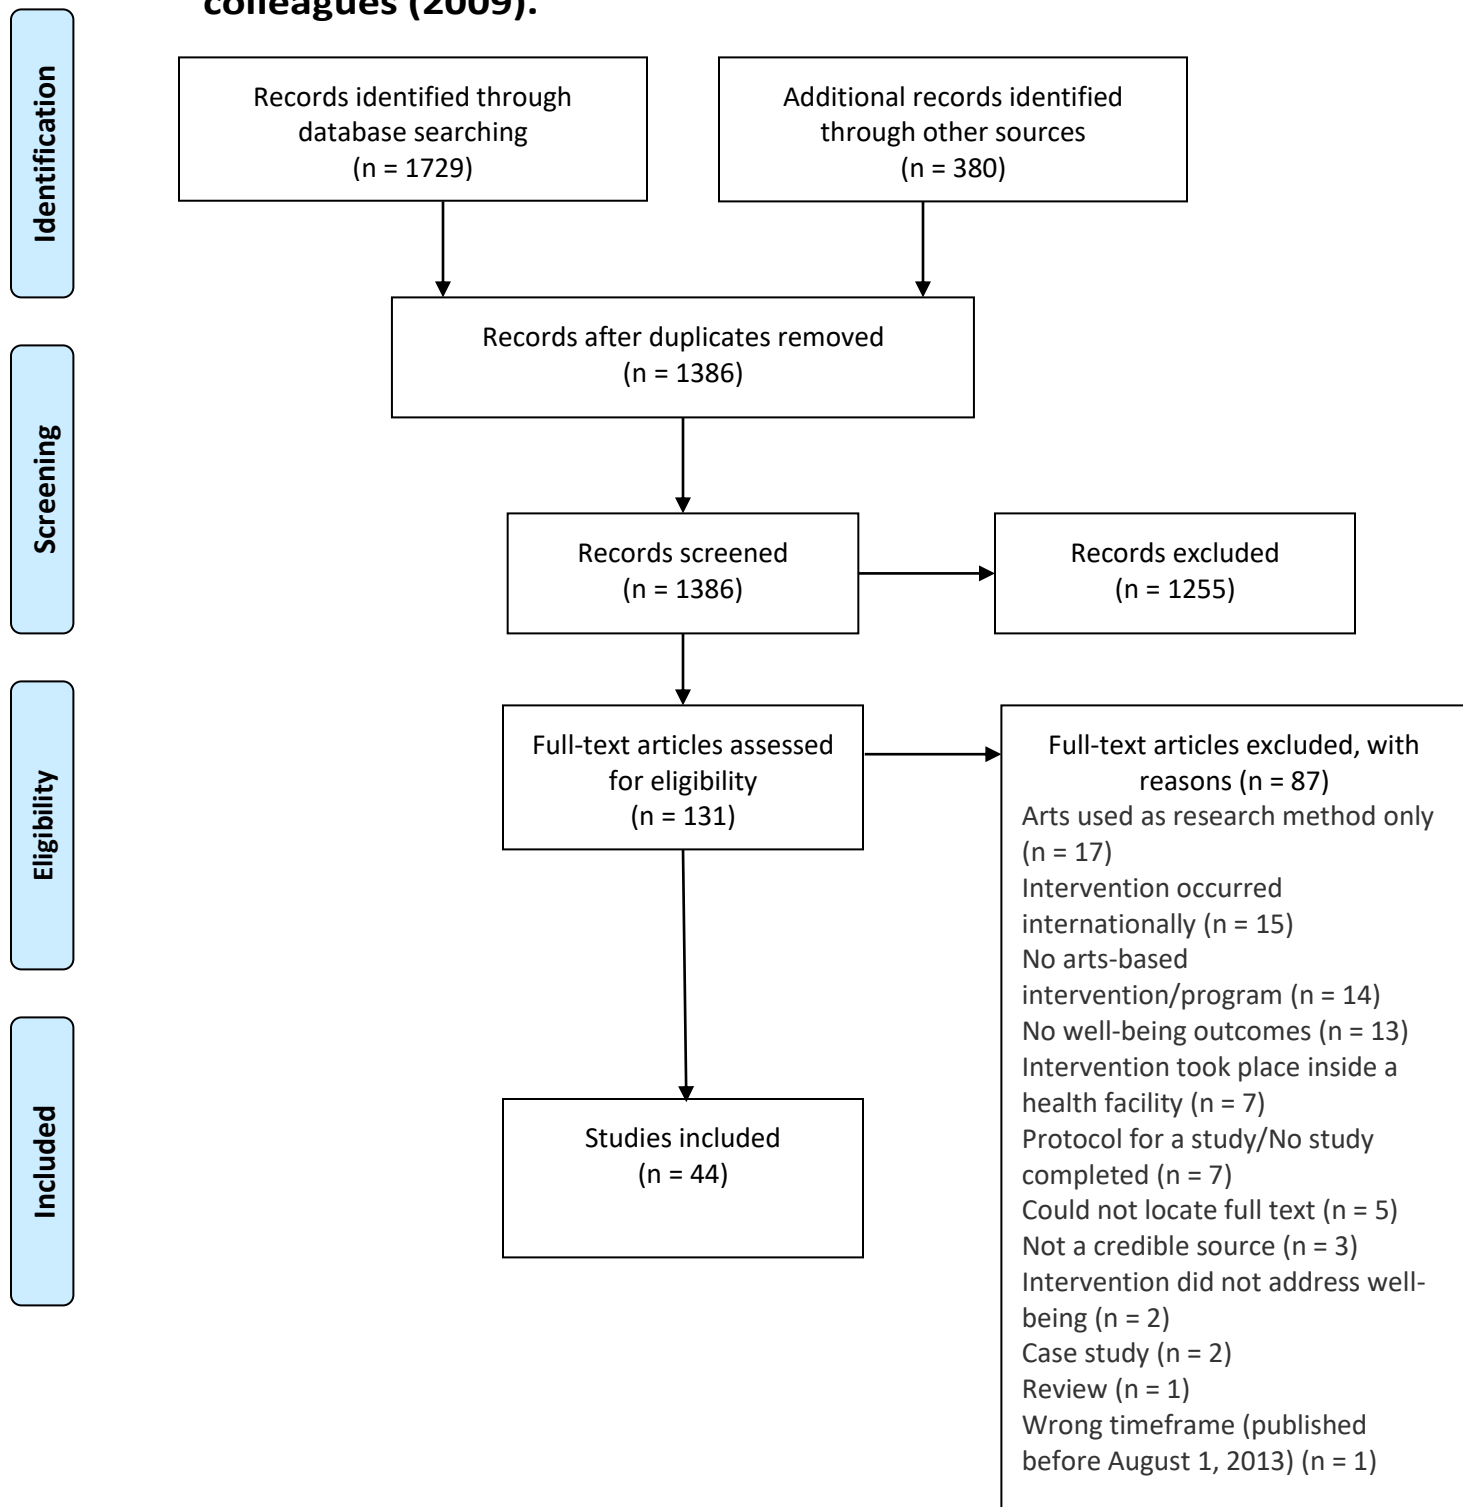 colleagues (2009).
Identification
Records identified through
database searching
(n = 1729)
Additional records identified
through other sources
(n = 380)
Records after duplicates removed
(n = 1386)
Screening
Records screened
(n = 1386)
Records excluded
(n = 1255)
Eligibility
Full-text articles assessed
for eligibility
(n = 131)
Full-text articles excluded, with
reasons (n = 87)
Arts used as research method only
(n = 17)
Intervention occurred
internationally (n = 15)
No arts-based
intervention/program (n = 14)
No well-being outcomes (n = 13)
Intervention took place inside a
health facility (n = 7)
Protocol for a study/No study
completed (n = 7)
Could not locate full text (n = 5)
Not a credible source (n = 3)
Intervention did not address well-
being (n = 2)
Case study (n = 2)
Review (n = 1)
Wrong timeframe (published
before August 1, 2013) (n = 1)
Included
Studies included
(n = 44)